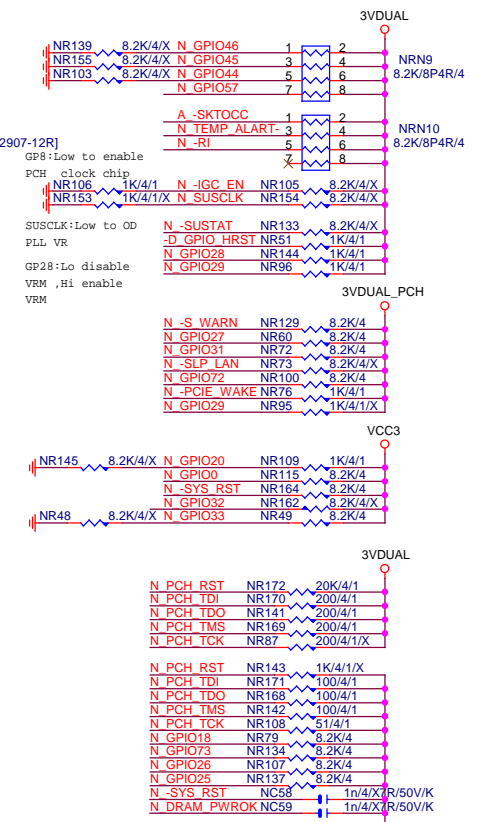 3VDUAL
NR139 8.2K/4/X N_GPIO46 1 2
NR155 8.2K/4/X N_GPIO45 3 4 NRN9
NR103 8.2K/4/X N_GPIO44 5 6 8.2K/8P4R/4
N_GPIO57 7 8
A_-SKTOCC 1 2
N_TEMP_ALART- 3 4 NRN10
N_-RI 5 6 8.2K/8P4R/4
2907-12R]
7 8
GP8:Low to enable
PCH clock chip
NR106 1K/4/1 N_-IGC_EN NR105 8.2K/4/X
NR153 1K/4/1/X N_SUSCLK NR154 8.2K/4/X
SUSCLK:Low to OD
PLL VR
N_-SUSTAT NR133 8.2K/4/X
-D_GPIO_HRST NR51 1K/4/1
N_GPIO28 NR144 1K/4/1
N_GPIO29 NR96 1K/4/1
GP28:Lo disable
VRM ,Hi enable
VRM
3VDUAL_PCH
N_-S_WARN NR129 8.2K/4
N_GPIO27 NR60 8.2K/4
N_GPIO31 NR72 8.2K/4
N_-SLP_LAN NR73 8.2K/4/X
N_GPIO72 NR100 8.2K/4
N_-PCIE_WAKE NR76 1K/4/1
N_GPIO29 NR95 1K/4/1/X
VCC3
NR145 8.2K/4/X N_GPIO20 NR109 1K/4/1
N_GPIO0 NR115 8.2K/4
N_-SYS_RST NR164 8.2K/4
N_GPIO32 NR162 8.2K/4/X
NR48 8.2K/4/X N_GPIO33 NR49 8.2K/4
3VDUAL
N_PCH_RST NR172 20K/4/1
N_PCH_TDI NR170 200/4/1
N_PCH_TDO NR141 200/4/1
N_PCH_TMS NR169 200/4/1
N_PCH_TCK NR87 200/4/1/X
N_PCH_RST NR143 1K/4/1/X
N_PCH_TDI NR171 100/4/1
N_PCH_TDO NR168 100/4/1
N_PCH_TMS NR142 100/4/1
N_PCH_TCK NR108 51/4/1
N_GPIO18 NR79 8.2K/4
N_GPIO73 NR134 8.2K/4
N_GPIO26 NR107 8.2K/4
N_GPIO25 NR137 8.2K/4
N_-SYS_RST NC58 1n/4/X7R/50V/K
N_DRAM_PWROK NC59 1n/4/X7R/50V/K